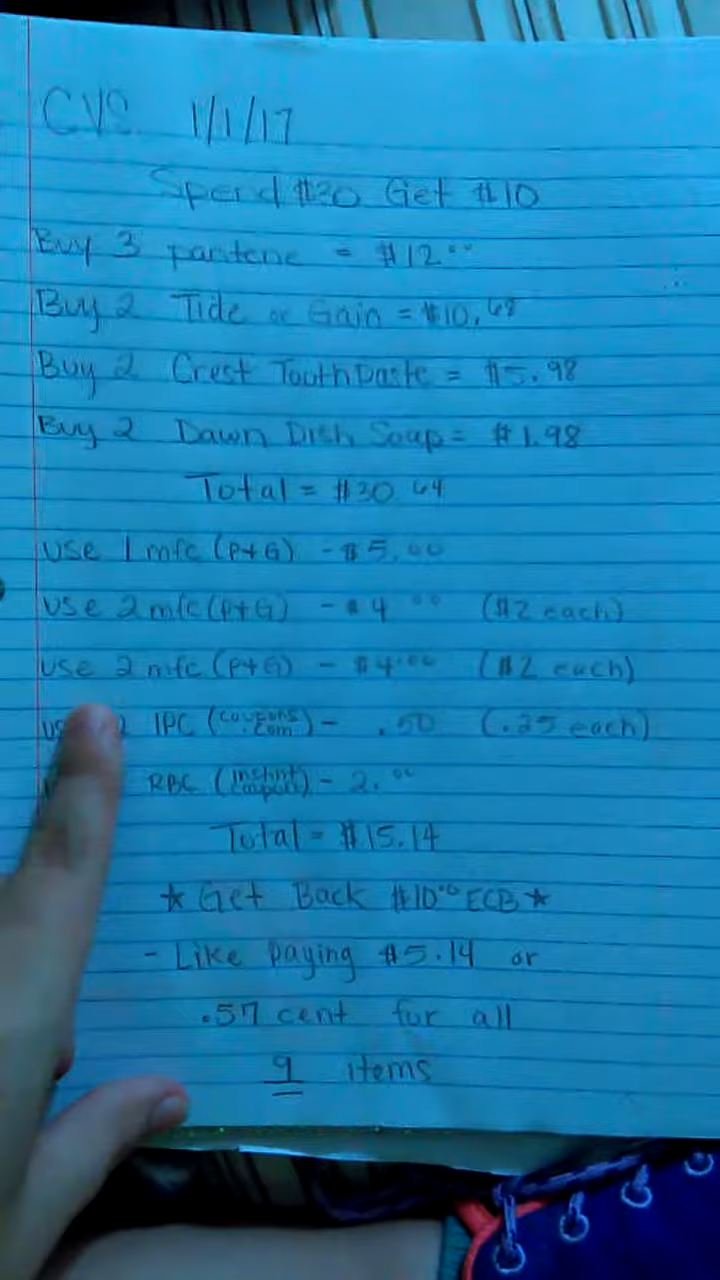 CVS 1/1/17
Spend $30 Get $10
Buy 3 pantene = $12.00
Buy 2 Tide or Gain = $10.68
Buy 2 Crest Toothpaste = $5.98
Buy 2 Dawn Dish Soap = $1.98
Total = $30.64
use 1 mfc (P+G) - $5.00
use 2 mfc (P+G) - $4.00 ($2 each)
use 2 mfc (P+G) - $4.00 ($2 each)
2 IPC (coupons.com) - .50 (.25 each)
RBC (instint coupon) - 2.00
Total = $15.14
★ Get Back $10.00 ECB ★
- Like paying $5.14 or
.57 cent for all
9 items